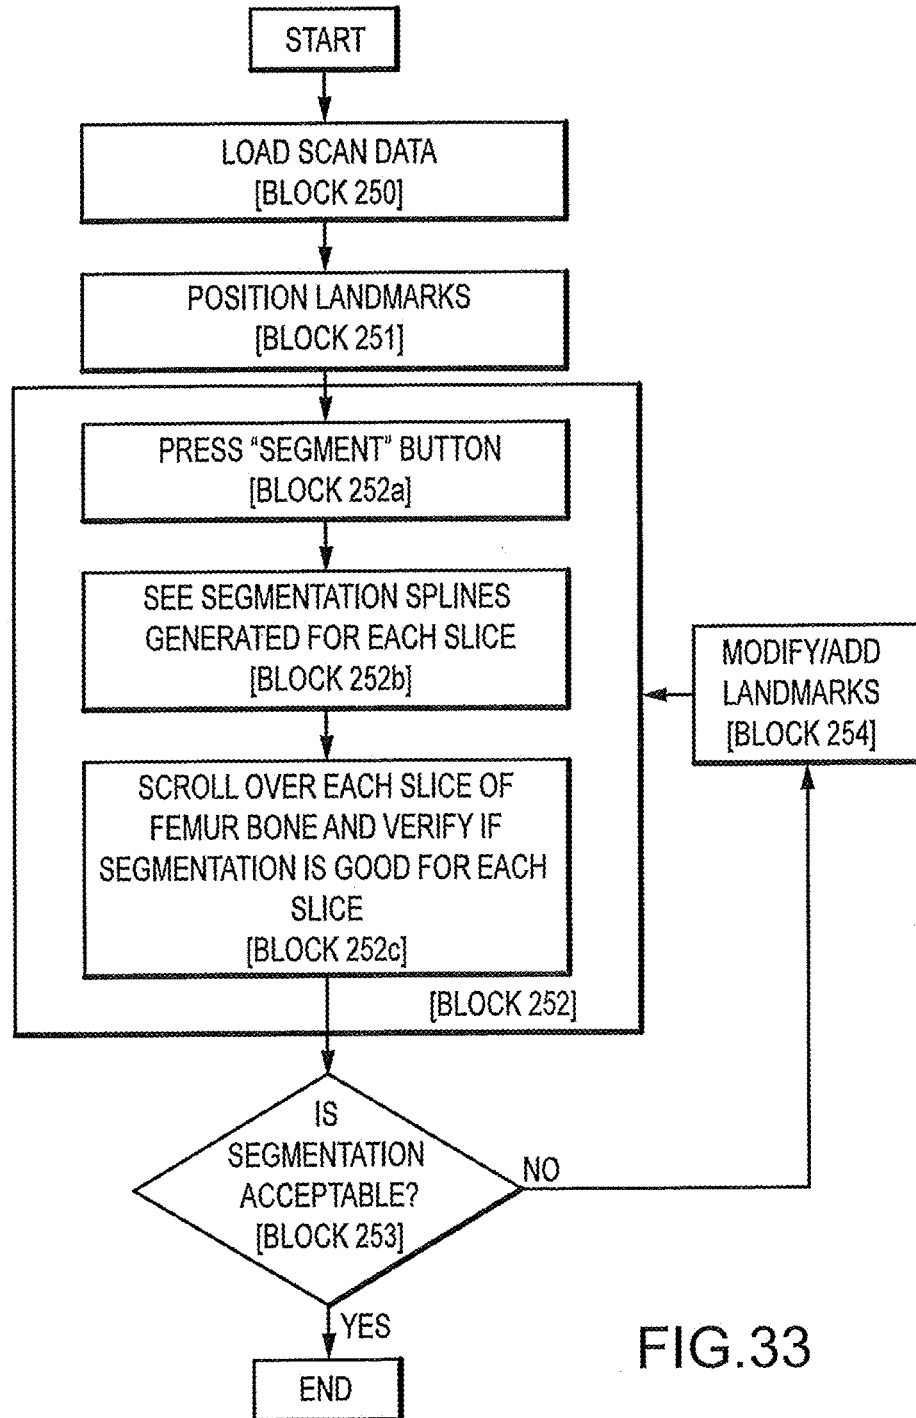 START
LOAD SCAN DATA
[BLOCK 250]
POSITION LANDMARKS
[BLOCK 251]
PRESS “SEGMENT” BUTTON
[BLOCK 252a]
SEE SEGMENTATION SPLINES
GENERATED FOR EACH SLICE
[BLOCK 252b]
SCROLL OVER EACH SLICE OF
FEMUR BONE AND VERIFY IF
SEGMENTATION IS GOOD FOR EACH
SLICE
[BLOCK 252c]
[BLOCK 252]
IS
SEGMENTATION
ACCEPTABLE?
[BLOCK 253]
NO
MODIFY/ADD
LANDMARKS
[BLOCK 254]
YES
END
FIG.33